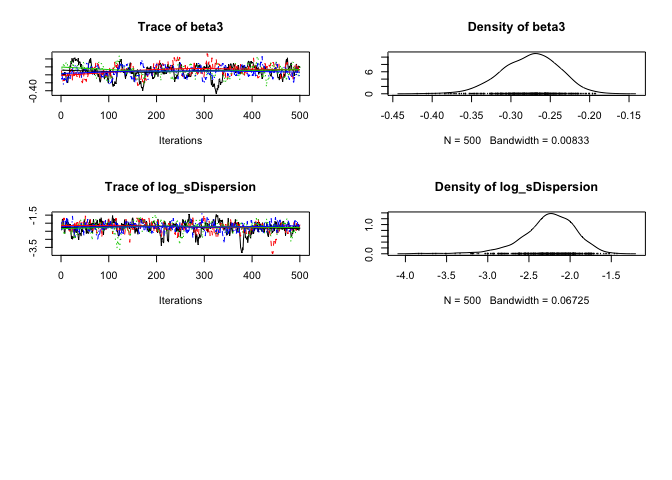 Trace of beta3
-0.40
0 100 200 300 400 500
Iterations
Density of beta3
0 6
-0.45 -0.40 -0.35 -0.30 -0.25 -0.20 -0.15
N = 500 Bandwidth = 0.00833
Trace of log_sDispersion
-3.5 -1.5
0 100 200 300 400 500
Iterations
Density of log_sDispersion
0.0 1.0
-4.0 -3.5 -3.0 -2.5 -2.0 -1.5
N = 500 Bandwidth = 0.06725